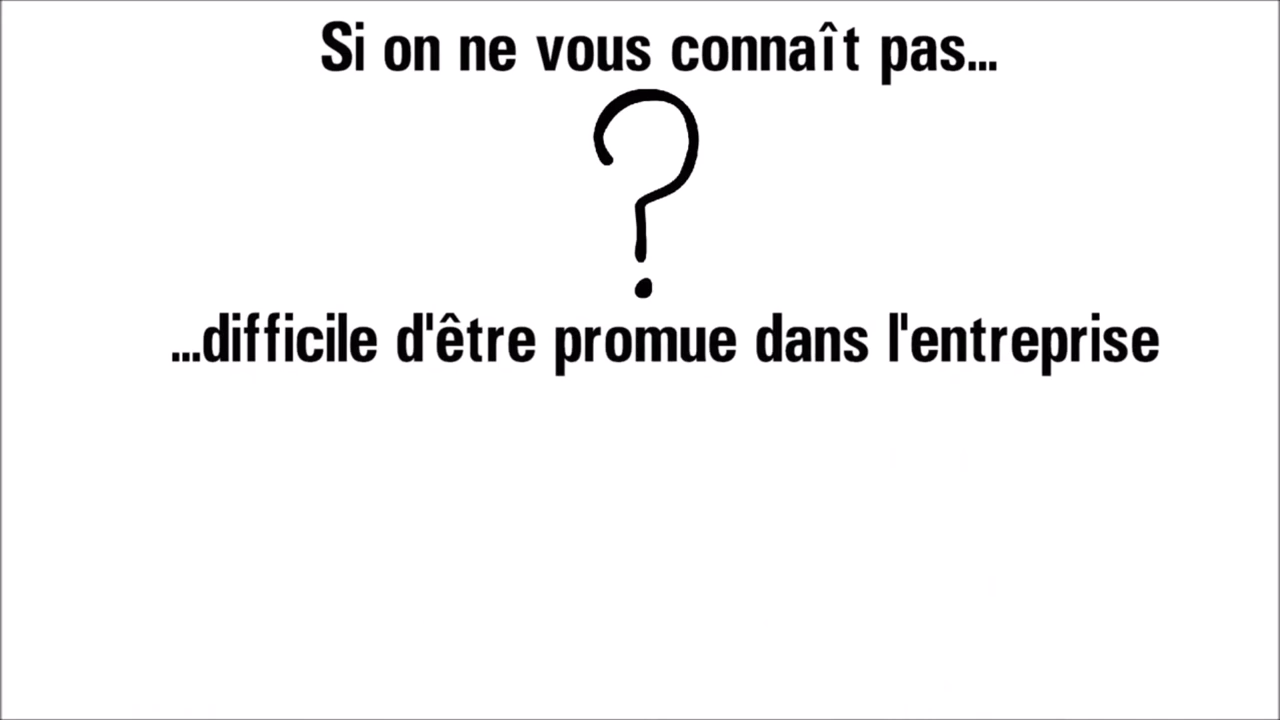 Si on ne vous connaît pas...
?
...difficile d'être promue dans l'entreprise